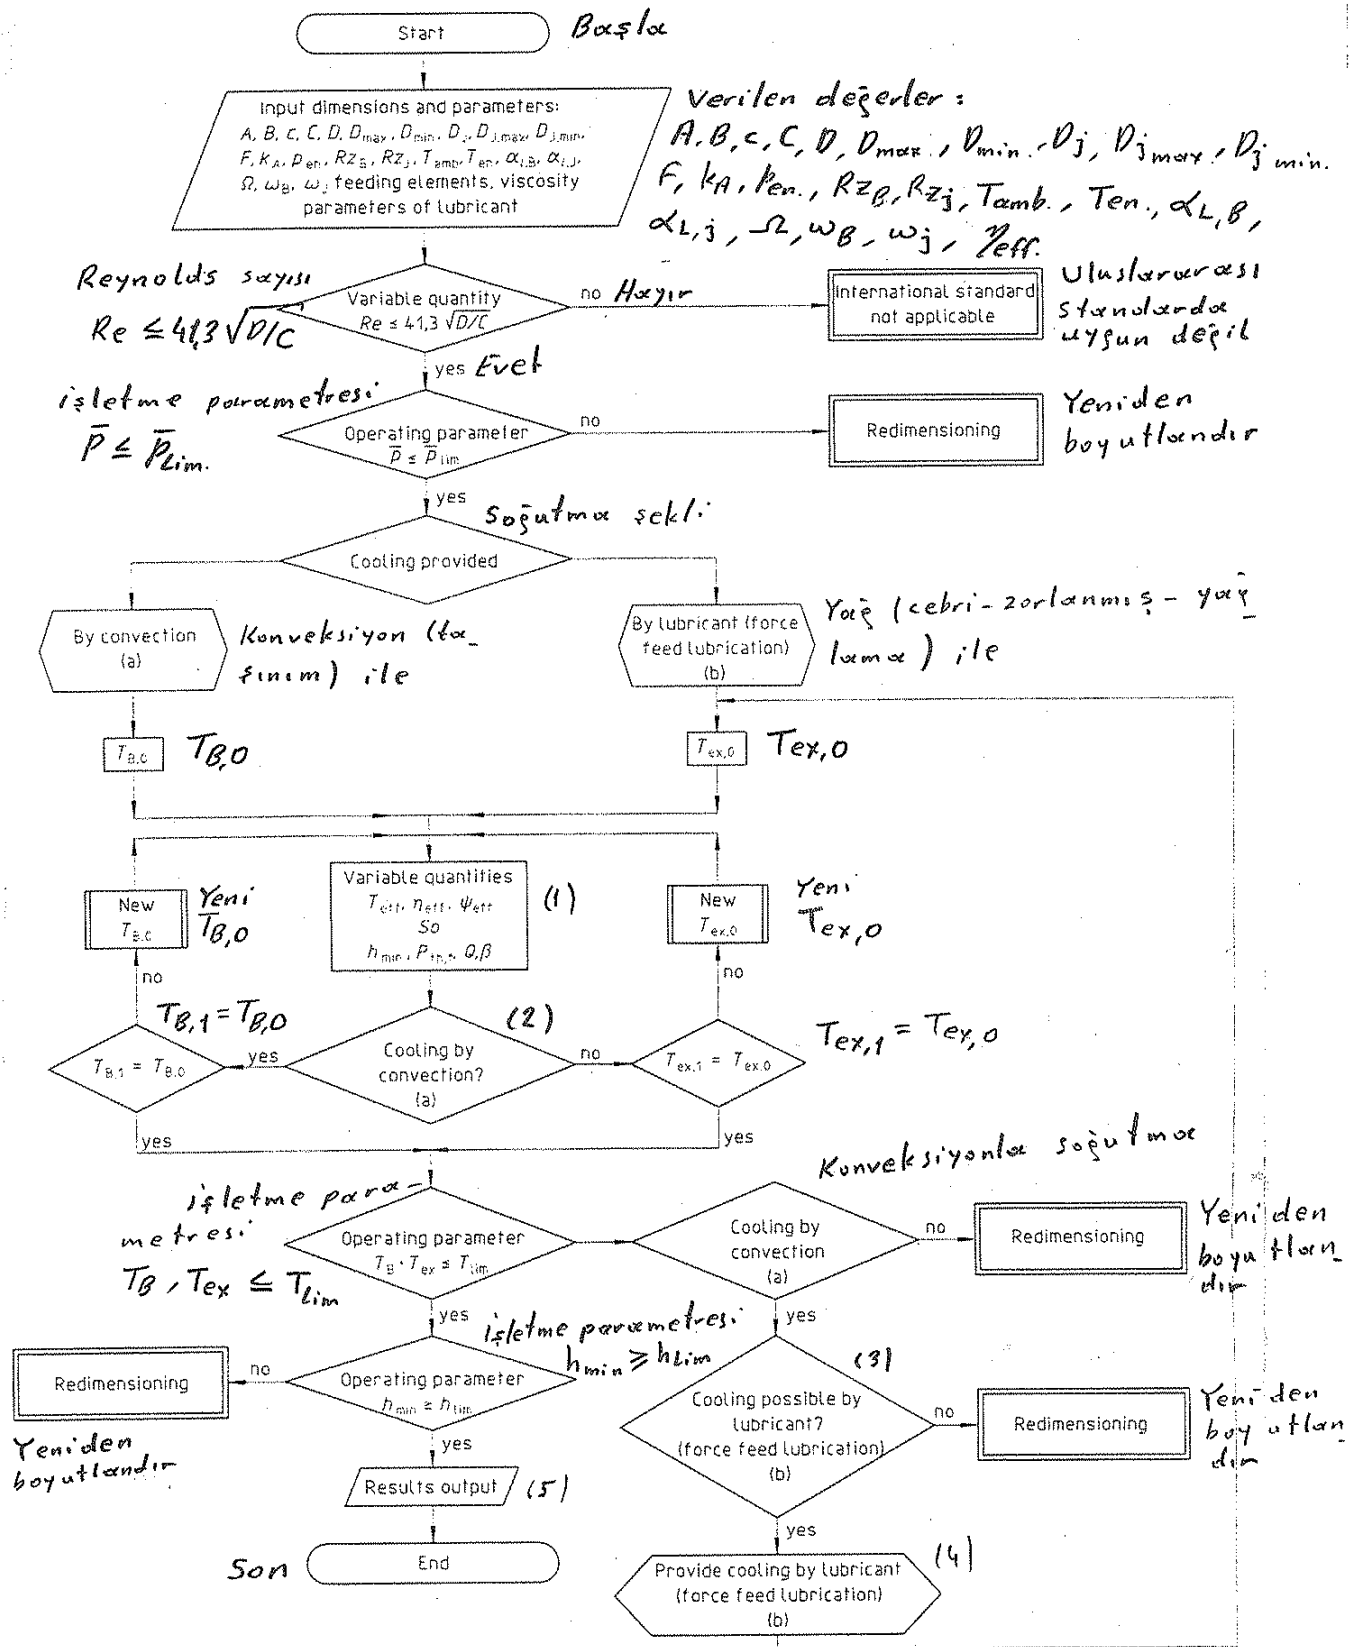 Start
Başla
Input dimensions and parameters:
A, B, c, C, D, Dmax, Dmin, Dj, Dj,max, Dj,min,
F, kA, pen, RzB, Rzj, Tamb, Ten, αl,B, αl,J,
Ω, ωB, ωj feeding elements, viscosity
parameters of lubricant
Verilen değerler :
A, B, c, C, D, Dmax., Dmin., Dj, Djmax., Djmin.
F, kA, Pen., RzB, Rzj, Tamb., Ten., αL,B,
αL,j, Ω, ωB, ωj, ηeff.
Reynolds sayısı
Re ≤ 41,3 √D/C
Variable quantity
Re ≤ 41,3 √D/C
no Hayır
International standard
not applicable
Uluslararası
standarda
uygun değil
yes Evet
işletme parametresi
p̄ ≤ p̄Lim.
Operating parameter
p̄ ≤ p̄lim
no
Redimensioning
Yeniden
boyutlandır
yes
Soğutma şekli
Cooling provided
By convection
(a)
Konveksiyon (ta_
şınım) ile
By lubricant (force
feed lubrication)
(b)
Yağ (cebri-zorlanmış - yağ_
lama) ile
TB,0
TB,0
Tex,0
Tex,0
New
TB,0
Yeni
TB,0
Variable quantities
Teff, ηeff, ψeff
So
hmin, Pth,f, Q,β
(1)
New
Tex,0
Yeni
Tex,0
no
no
TB,1 = TB,0
(2)
Tex,1 = Tex,0
TB,1 = TB,0
yes
Cooling by
convection?
(a)
no
Tex,1 = Tex,0
yes
yes
işletme para-
metresi
TB, Tex ≤ TLim
Operating parameter
TB, Tex ≤ Tlim
Konveksiyonla soğutma
Cooling by
convection
(a)
no
Redimensioning
Yeniden
boyutlan_
dır
yes
yes
işletme parametresi
hmin ≥ hLim
Redimensioning
no
Operating parameter
hmin ≥ hlim
Yeniden
boyutlandır
(3)
Cooling possible by
lubricant?
(force feed lubrication)
(b)
no
Redimensioning
Yeniden
boyutlan_
dır
yes
Results output
(5)
yes
Son
End
Provide cooling by lubricant
(force feed lubrication)
(b)
(4)